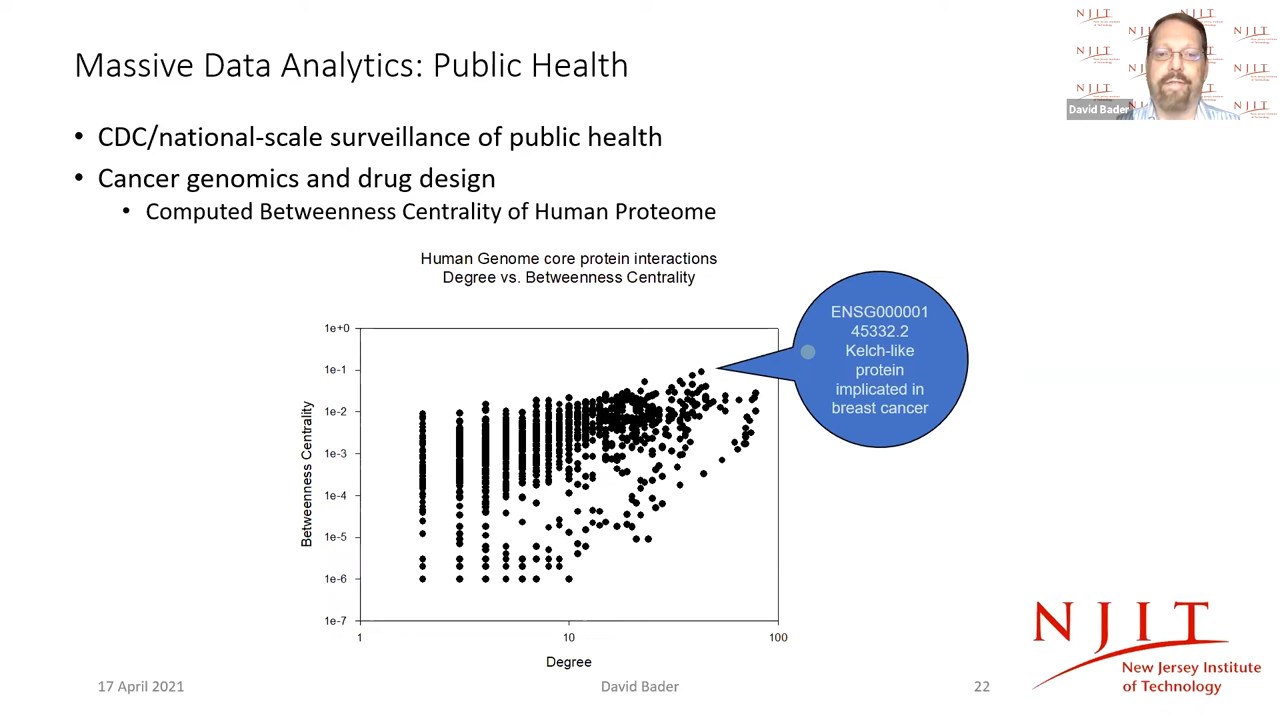 Massive Data Analytics: Public Health
• CDC/national-scale surveillance of public health
• Cancer genomics and drug design
• Computed Betweenness Centrality of Human Proteome
Human Genome core protein interactions
Degree vs. Betweenness Centrality
Betweenness Centrality
1e+0
1e-1
1e-2
1e-3
1e-4
1e-5
1e-6
1e-7
1
10
100
Degree
ENSG000001
45332.2
Kelch-like
protein
implicated in
breast cancer
David Bader
NJIT
New Jersey Institute
of Technology
17 April 2021
David Bader
22